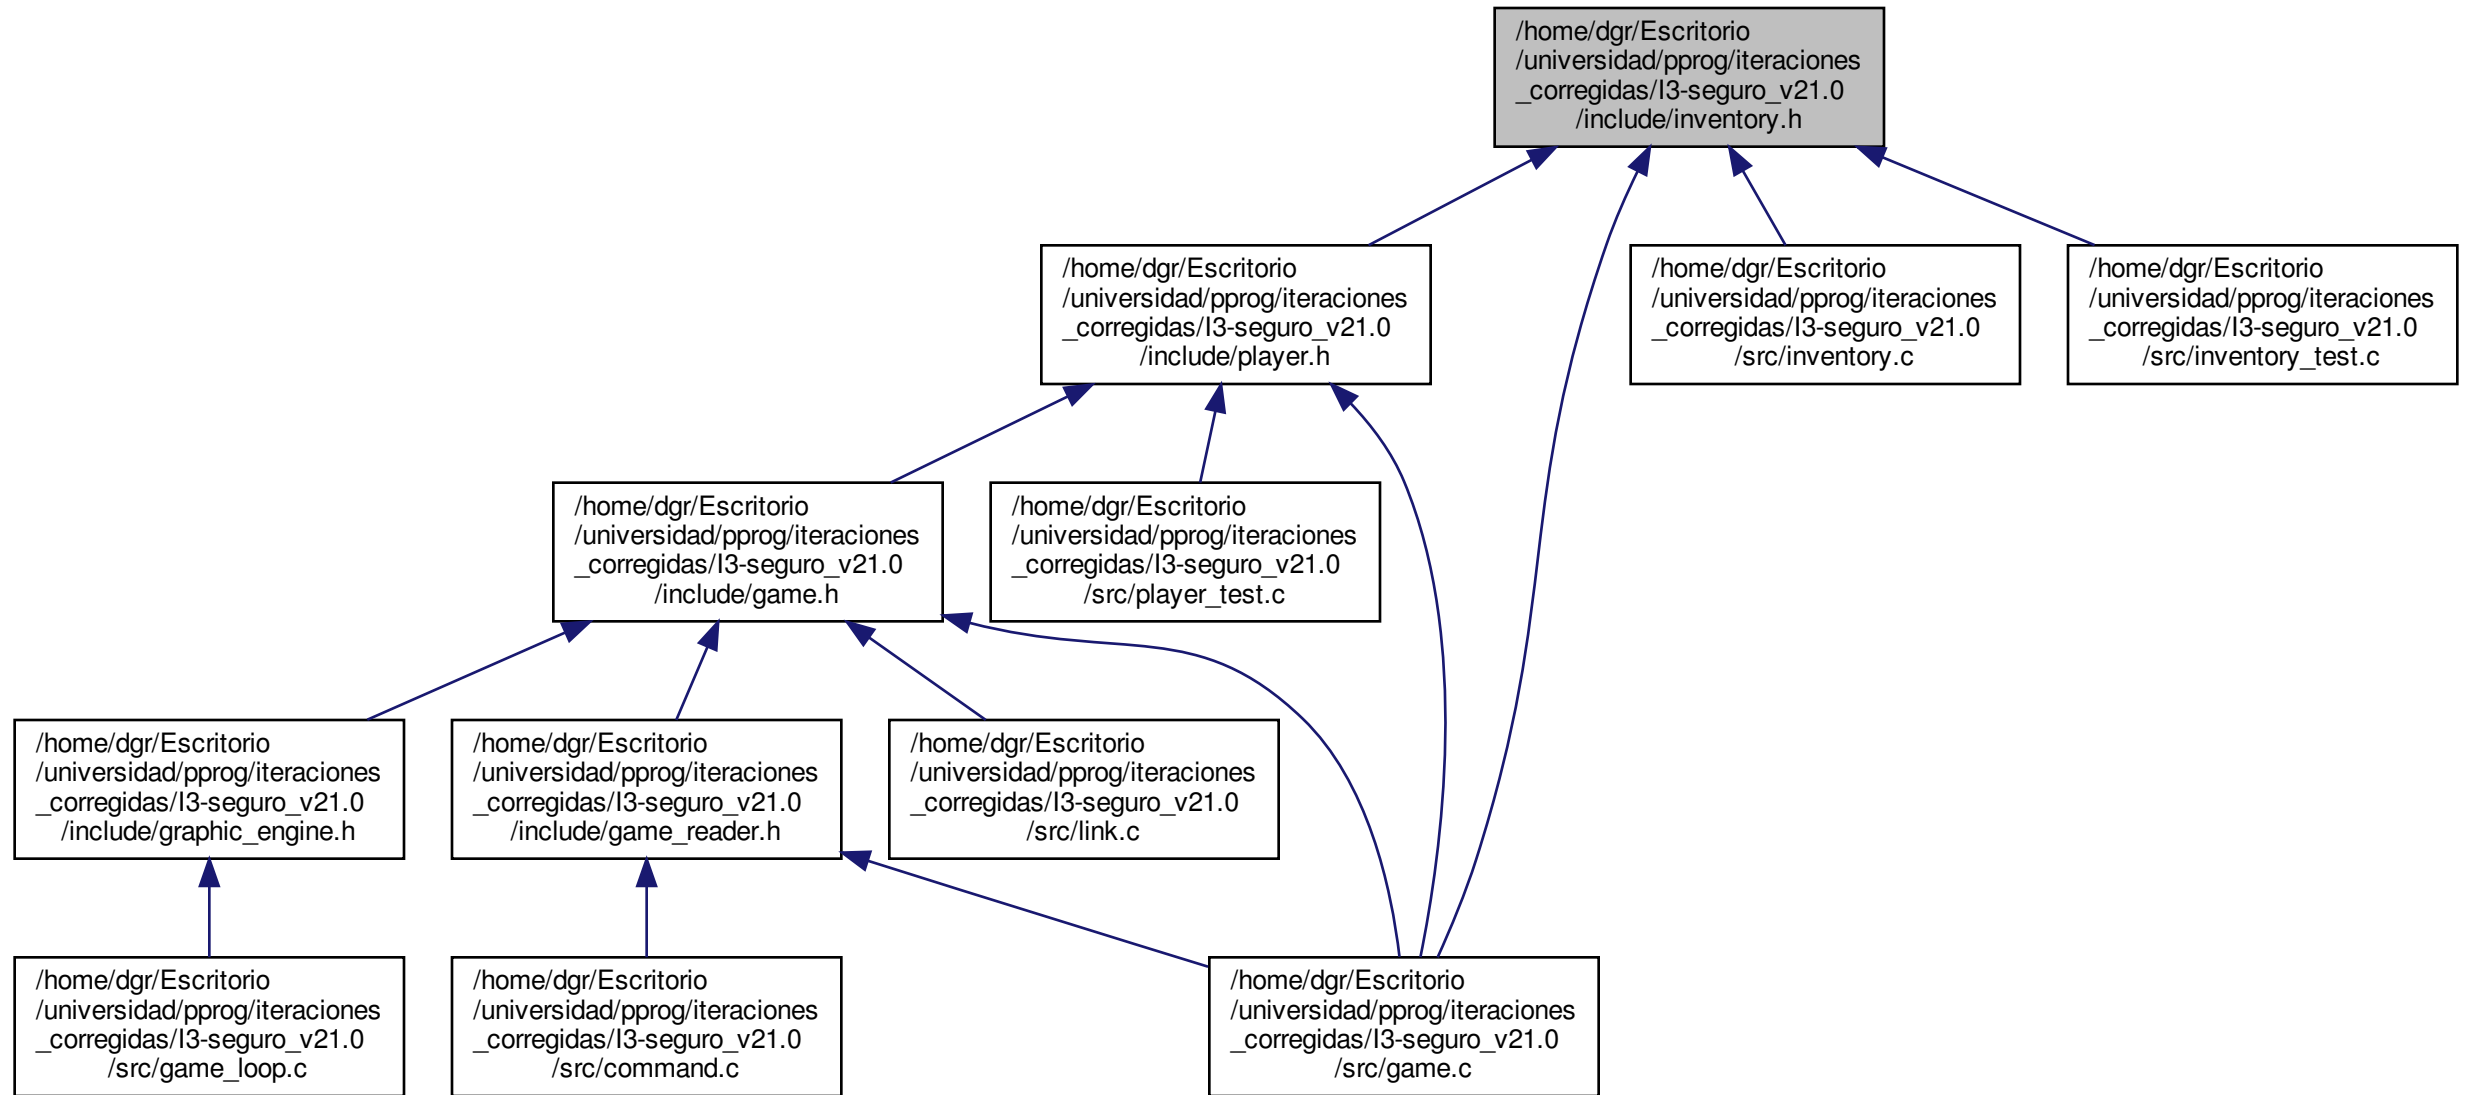 /home/dgr/Escritorio
/universidad/pprog/iteraciones
_corregidas/I3-seguro_v21.0
/include/inventory.h
/home/dgr/Escritorio
/universidad/pprog/iteraciones
_corregidas/I3-seguro_v21.0
/include/player.h
/home/dgr/Escritorio
/universidad/pprog/iteraciones
_corregidas/I3-seguro_v21.0
/src/inventory.c
/home/dgr/Escritorio
/universidad/pprog/iteraciones
_corregidas/I3-seguro_v21.0
/src/inventory_test.c
/home/dgr/Escritorio
/universidad/pprog/iteraciones
_corregidas/I3-seguro_v21.0
/include/game.h
/home/dgr/Escritorio
/universidad/pprog/iteraciones
_corregidas/I3-seguro_v21.0
/src/player_test.c
/home/dgr/Escritorio
/universidad/pprog/iteraciones
_corregidas/I3-seguro_v21.0
/include/graphic_engine.h
/home/dgr/Escritorio
/universidad/pprog/iteraciones
_corregidas/I3-seguro_v21.0
/include/game_reader.h
/home/dgr/Escritorio
/universidad/pprog/iteraciones
_corregidas/I3-seguro_v21.0
/src/link.c
/home/dgr/Escritorio
/universidad/pprog/iteraciones
_corregidas/I3-seguro_v21.0
/src/game_loop.c
/home/dgr/Escritorio
/universidad/pprog/iteraciones
_corregidas/I3-seguro_v21.0
/src/command.c
/home/dgr/Escritorio
/universidad/pprog/iteraciones
_corregidas/I3-seguro_v21.0
/src/game.c